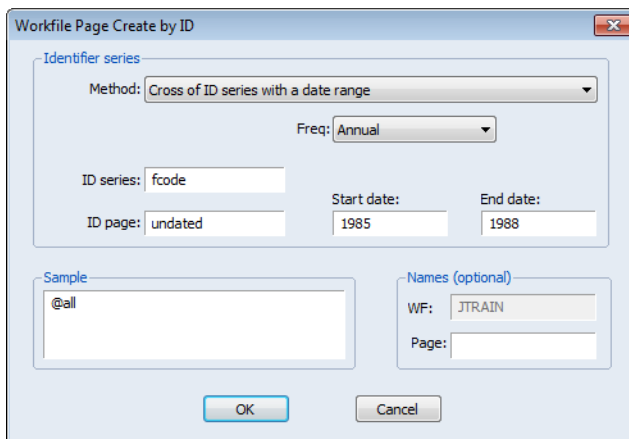 Workfile Page Create by ID
Identifier series
Method: Cross of ID series with a date range
Freq: Annual
ID series: fcode
Start date: End date:
ID page: undated 1985 1988
Sample Names (optional)
@all
WF: JTRAIN
Page:
OK Cancel